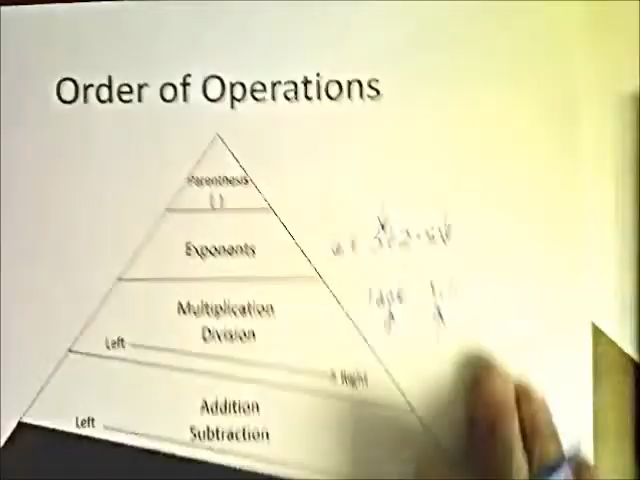 Order of Operations
Parenthesis
( )
Exponents
Multiplication
Division
Left
Right
Addition
Subtraction
Left